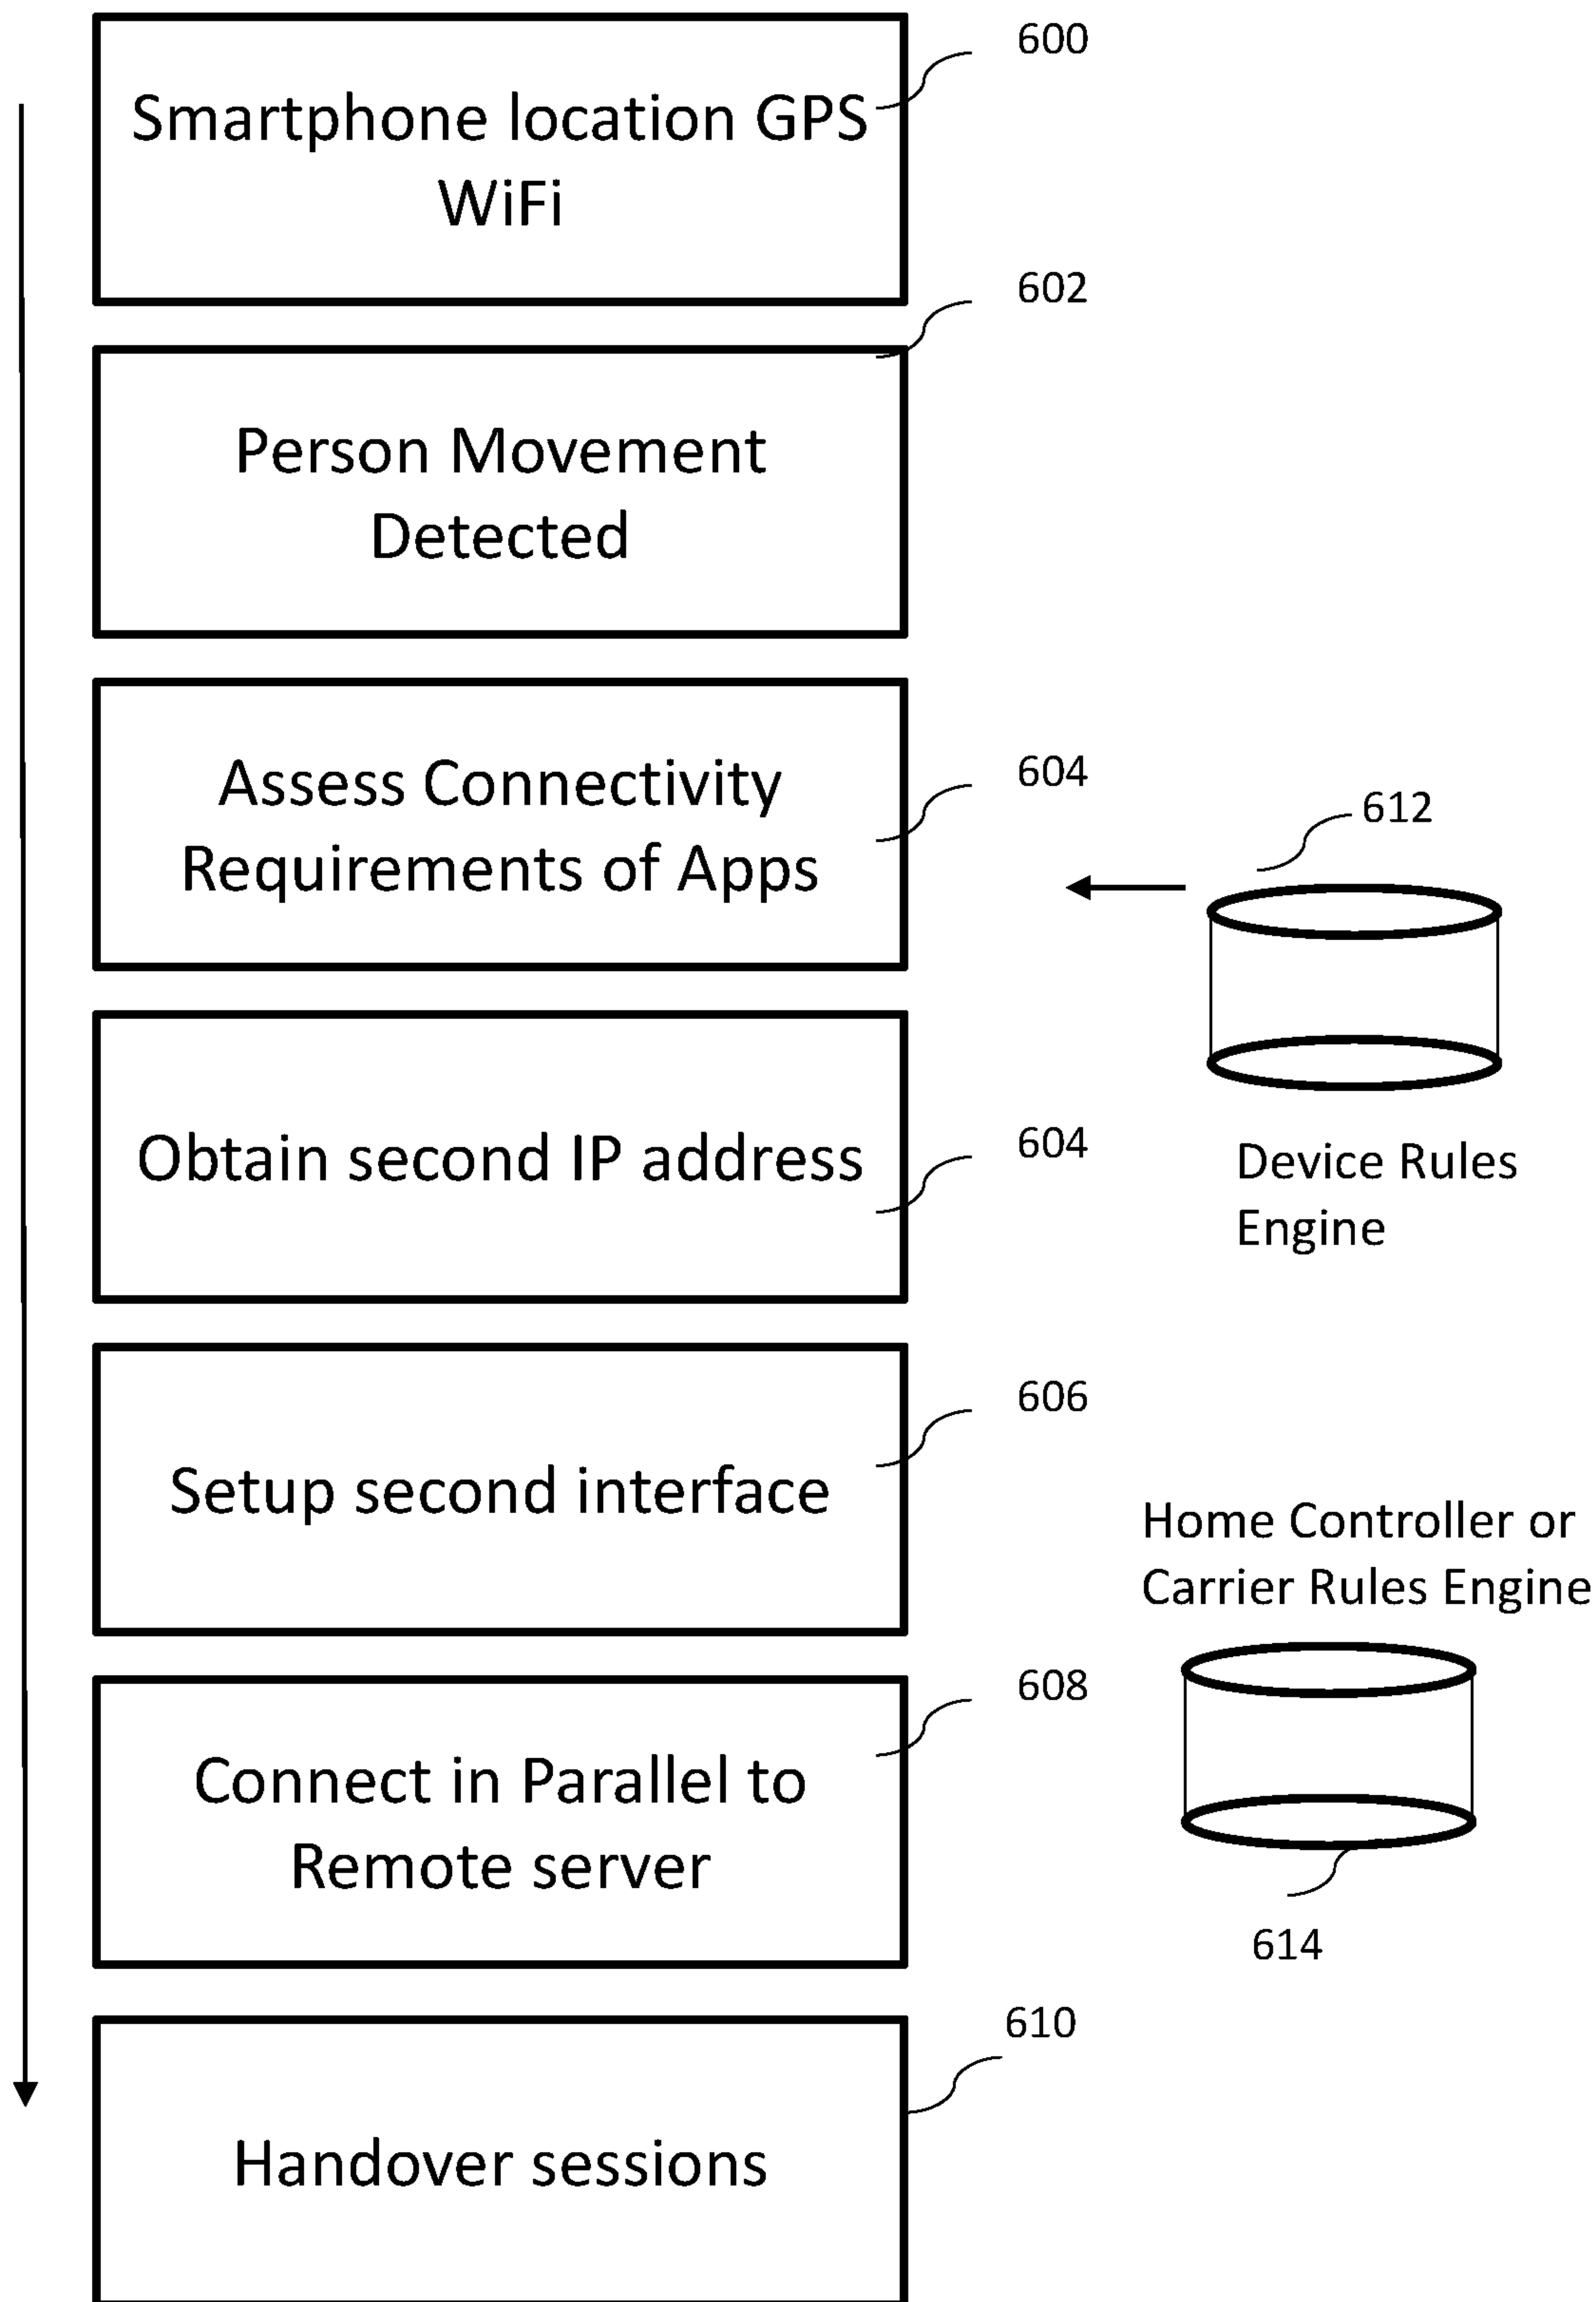 600
Smartphone location GPS
WiFi
602
Person Movement
Detected
604
Assess Connectivity
Requirements of Apps
612
604
Obtain second IP address
Device Rules
Engine
606
Setup second interface
Home Controller or
Carrier Rules Engine
608
Connect in Parallel to
Remote server
614
610
Handover sessions